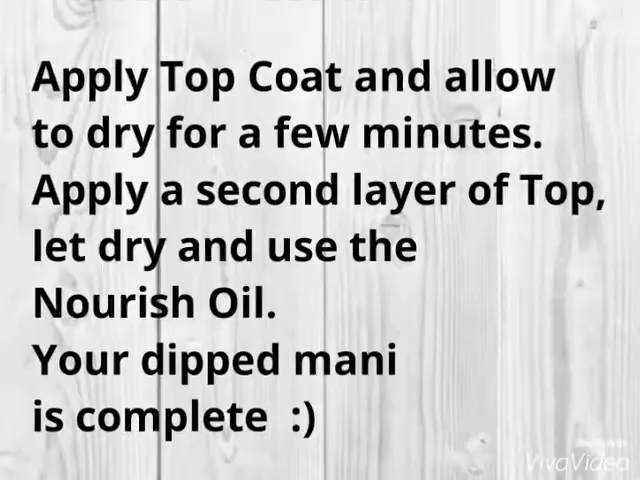 Apply Top Coat and allow
to dry for a few minutes.
Apply a second layer of Top,
let dry and use the
Nourish Oil.
Your dipped mani
is complete :)
VivaVideo